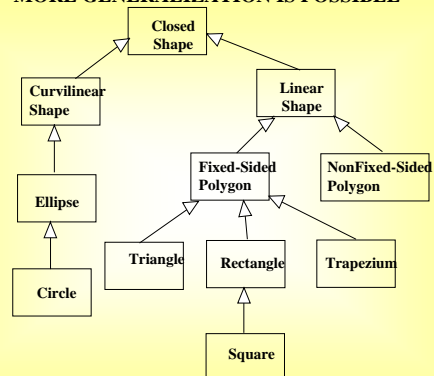 MORE GENERALIZATION IS POSSIBLE
Closed
Shape
Curvilinear
Shape
Linear
Shape
Fixed-Sided
Polygon
NonFixed-Sided
Polygon
Ellipse
Triangle
Rectangle
Trapezium
Circle
Square